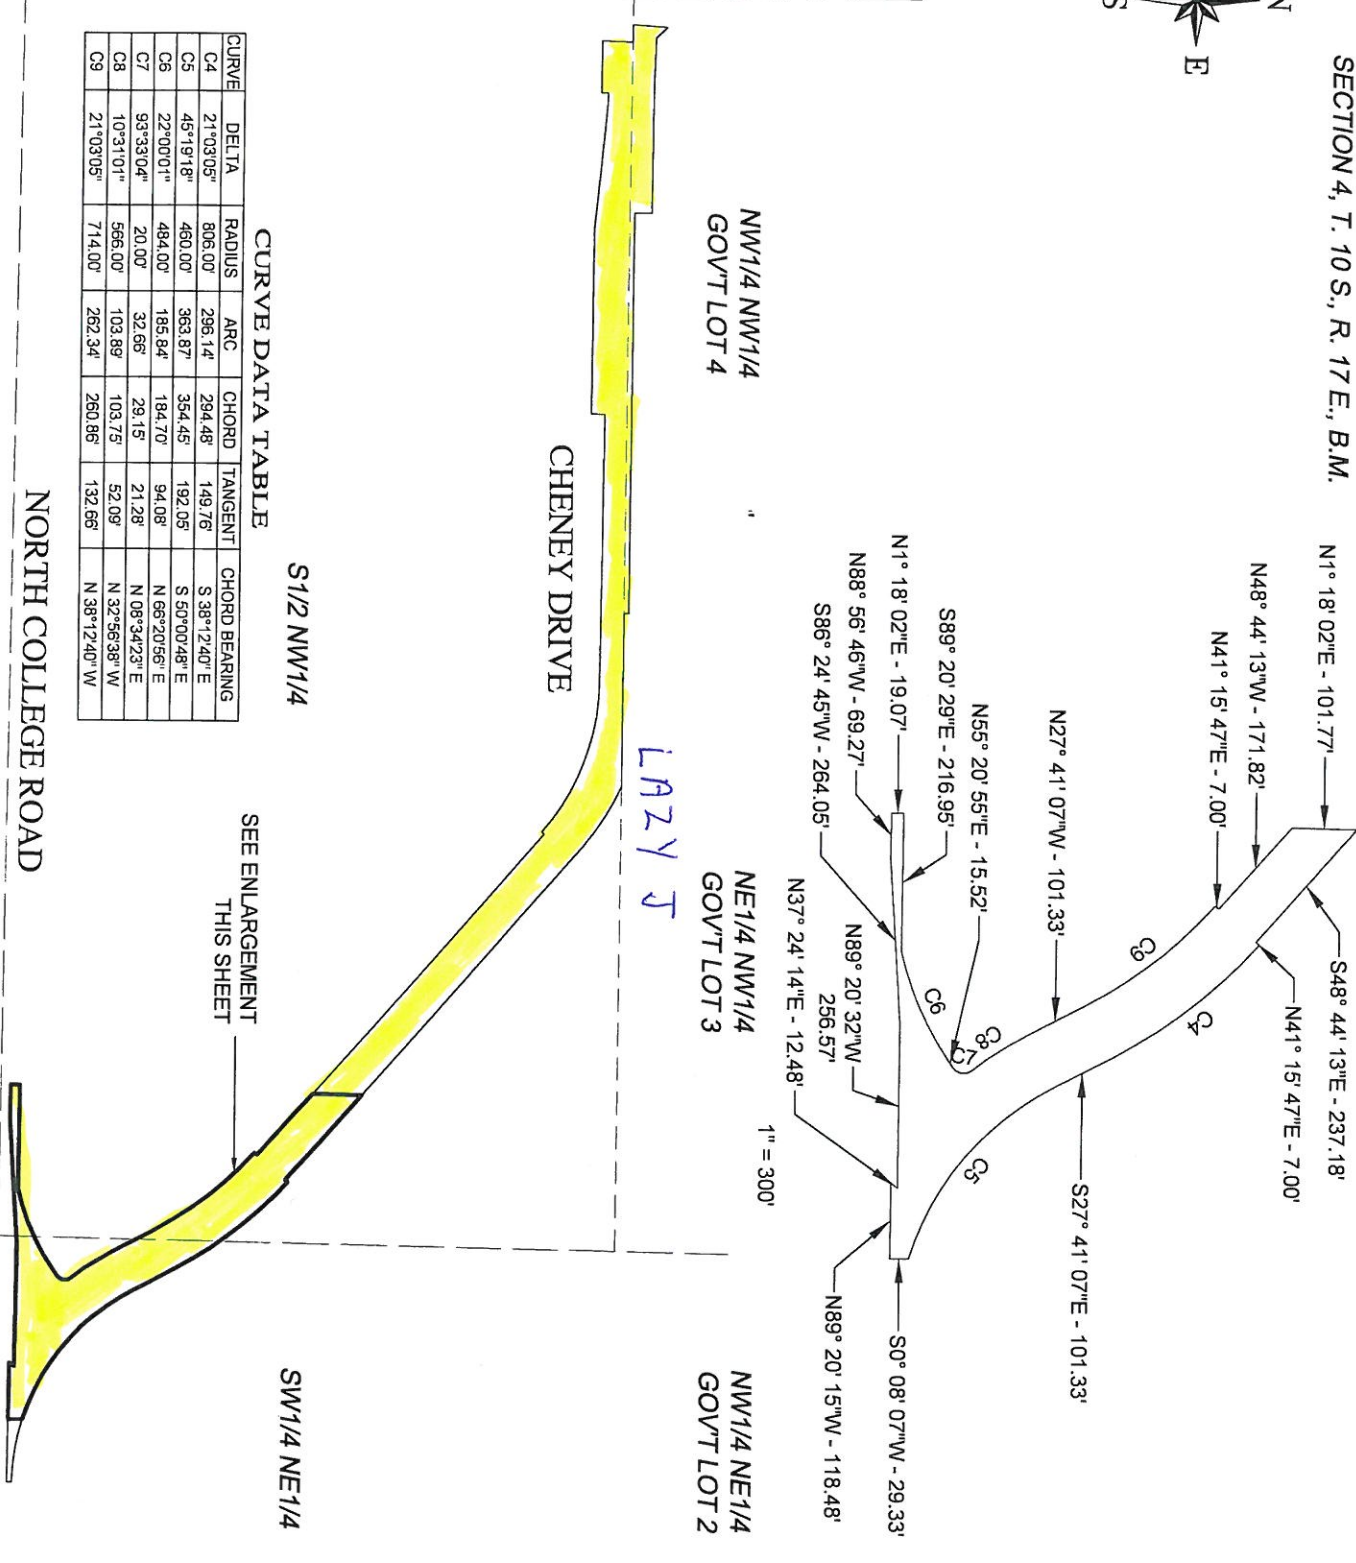 SECTION 4, T. 10 S., R. 17 E., B.M.
N
S
E
N1° 18' 02"E - 101.77'
N48° 44' 13"W - 171.82'
N41° 15' 47"E - 7.00'
S48° 44' 13"E - 237.18'
N41° 15' 47"E - 7.00'
C9
C4
N27° 41' 07"W - 101.33'
S27° 41' 07"E - 101.33'
N55° 20' 55"E - 15.52'
S89° 20' 29"E - 216.95'
N1° 18' 02"E - 19.07'
N88° 56' 46"W - 69.27'
S86° 24' 45"W - 264.05'
C6
C7
C8
C5
N89° 20' 32"W
256.57'
N37° 24' 14"E - 12.48'
S0° 08' 07"W - 29.33'
N89° 20' 15"W - 118.48'
1" = 300'
NW1/4 NW1/4
GOV'T LOT 4
NE1/4 NW1/4
GOV'T LOT 3
NW1/4 NE1/4
GOV'T LOT 2
LAZY J
CHENEY DRIVE
S1/2 NW1/4
SW1/4 NE1/4
SEE ENLARGEMENT
THIS SHEET
CURVE DATA TABLE
CURVE DELTA RADIUS ARC CHORD TANGENT CHORD BEARING
C4 21°03'05" 806.00' 296.14' 294.48' 149.76' S 38°12'40" E
C5 45°19'18" 460.00' 363.87' 354.45' 192.05' S 50°00'48" E
C6 22°00'01" 484.00' 185.84' 184.70' 94.08' N 66°20'56" E
C7 93°33'04" 20.00' 32.66' 29.15' 21.28' N 08°34'23" E
C8 10°31'01" 566.00' 103.89' 103.75' 52.09' N 32°56'38" W
C9 21°03'05" 714.00' 262.34' 260.86' 132.66' N 38°12'40" W
NORTH COLLEGE ROAD